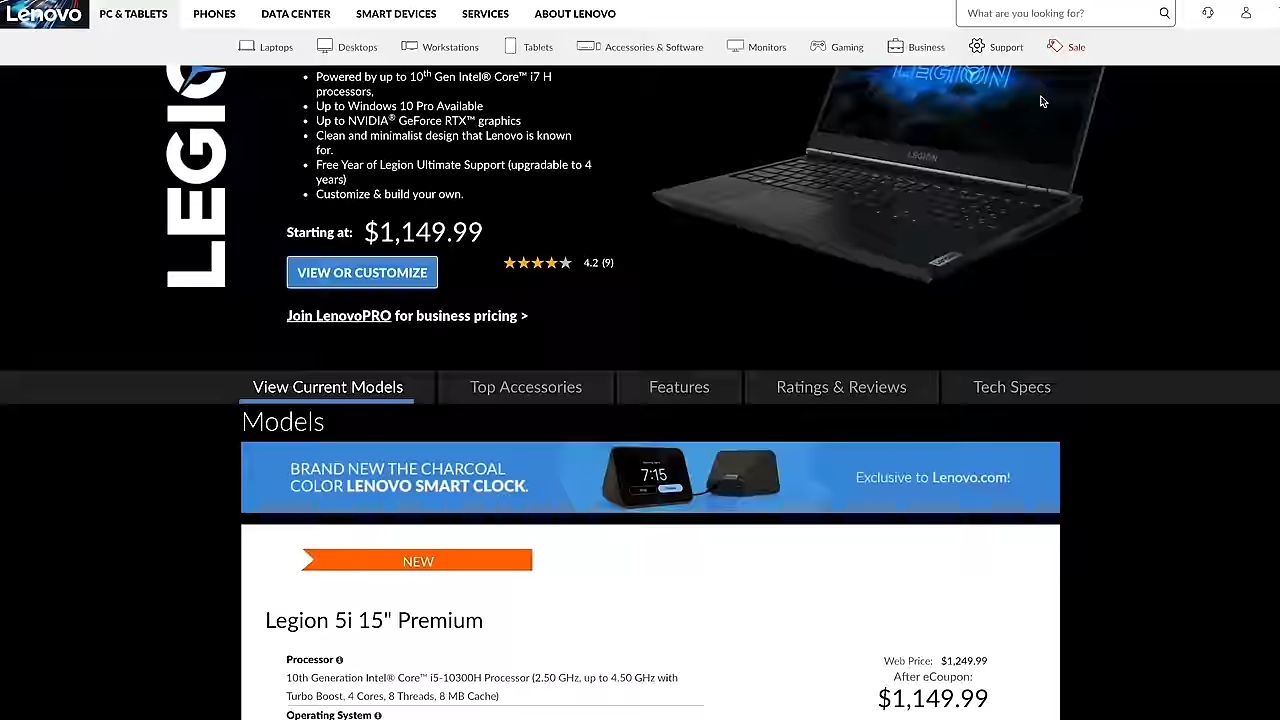 Lenovo
PC & TABLETS
PHONES
DATA CENTER
SMART DEVICES
SERVICES
ABOUT LENOVO
What are you looking for?
Laptops
Desktops
Workstations
Tablets
Accessories & Software
Monitors
Gaming
Business
Support
Sale
LEGIO
Powered by up to 10th Gen Intel® Core™ i7 H
processors,
Up to Windows 10 Pro Available
Up to NVIDIA® GeForce RTX™ graphics
Clean and minimalist design that Lenovo is known
for.
Free Year of Legion Ultimate Support (upgradable to 4
years)
Customize & build your own.
Starting at: $1,149.99
VIEW OR CUSTOMIZE
4.2 (9)
Join LenovoPRO for business pricing >
LEGION
LEGION
Lenovo
View Current Models
Top Accessories
Features
Ratings & Reviews
Tech Specs
Models
BRAND NEW THE CHARCOAL
COLOR LENOVO SMART CLOCK.
7:15
Exclusive to Lenovo.com!
NEW
Legion 5i 15" Premium
Processor
10th Generation Intel® Core™ i5-10300H Processor (2.50 GHz, up to 4.50 GHz with
Turbo Boost, 4 Cores, 8 Threads, 8 MB Cache)
Operating System
Web Price: $1,249.99
After eCoupon:
$1,149.99